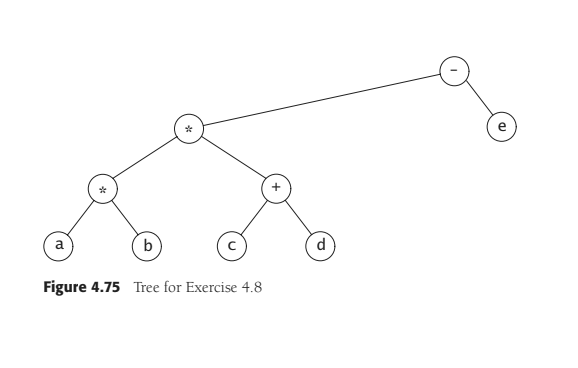 -
* e
* +
a b c d
Figure 4.75 Tree for Exercise 4.8